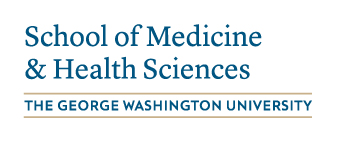 School of Medicine
& Health Sciences
THE GEORGE WASHINGTON UNIVERSITY